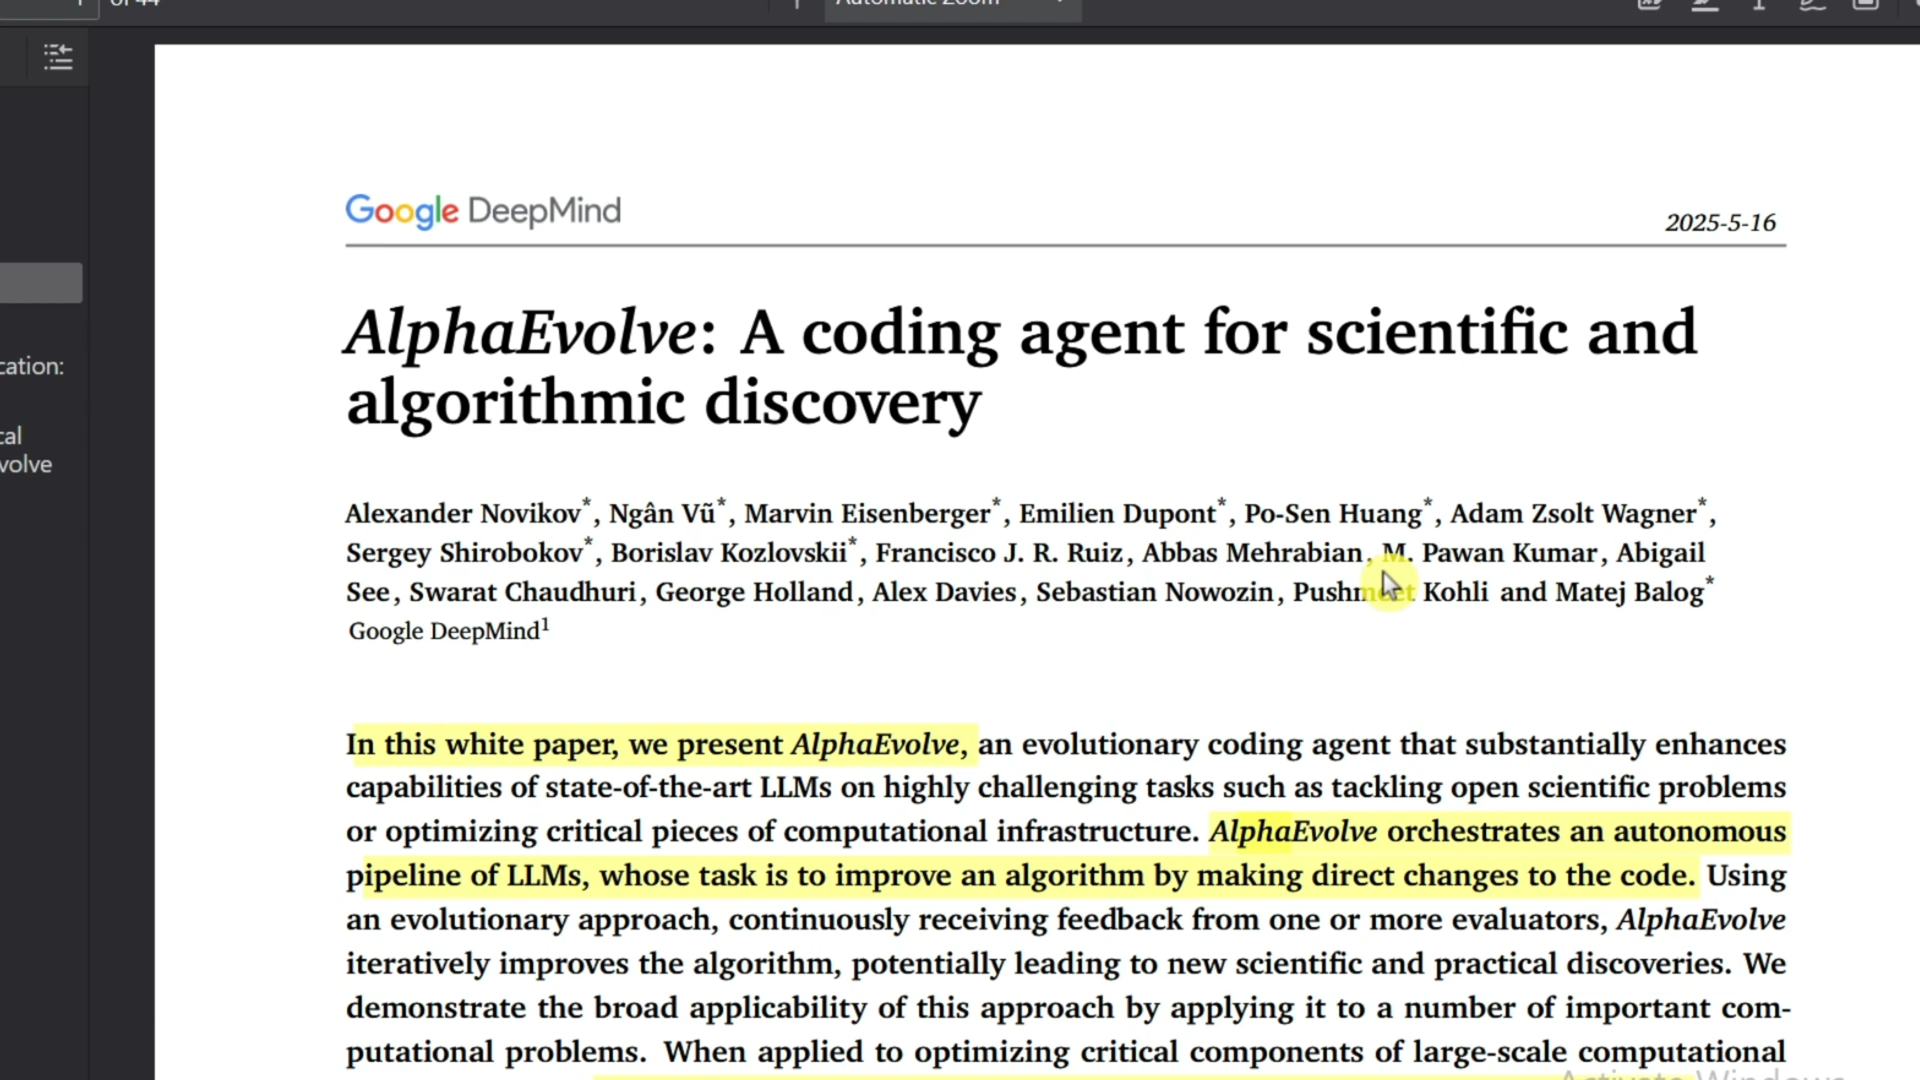 of 44
Automatic Zoom
cation:
cal
volve
Google DeepMind
2025-5-16
AlphaEvolve: A coding agent for scientific and
algorithmic discovery
Alexander Novikov*, Ngân Vũ*, Marvin Eisenberger*, Emilien Dupont*, Po-Sen Huang*, Adam Zsolt Wagner*,
Sergey Shirobokov*, Borislav Kozlovskii*, Francisco J. R. Ruiz, Abbas Mehrabian, M. Pawan Kumar, Abigail
See, Swarat Chaudhuri, George Holland, Alex Davies, Sebastian Nowozin, Pushmeet Kohli and Matej Balog*
Google DeepMind1
In this white paper, we present AlphaEvolve, an evolutionary coding agent that substantially enhances
capabilities of state-of-the-art LLMs on highly challenging tasks such as tackling open scientific problems
or optimizing critical pieces of computational infrastructure. AlphaEvolve orchestrates an autonomous
pipeline of LLMs, whose task is to improve an algorithm by making direct changes to the code. Using
an evolutionary approach, continuously receiving feedback from one or more evaluators, AlphaEvolve
iteratively improves the algorithm, potentially leading to new scientific and practical discoveries. We
demonstrate the broad applicability of this approach by applying it to a number of important com-
putational problems. When applied to optimizing critical components of large-scale computational
Activate Windows